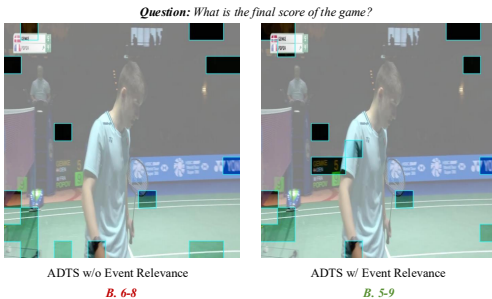 Question: What is the final score of the game?
ADTS w/o Event Relevance
ADTS w/ Event Relevance
B. 6-8
B. 5-9